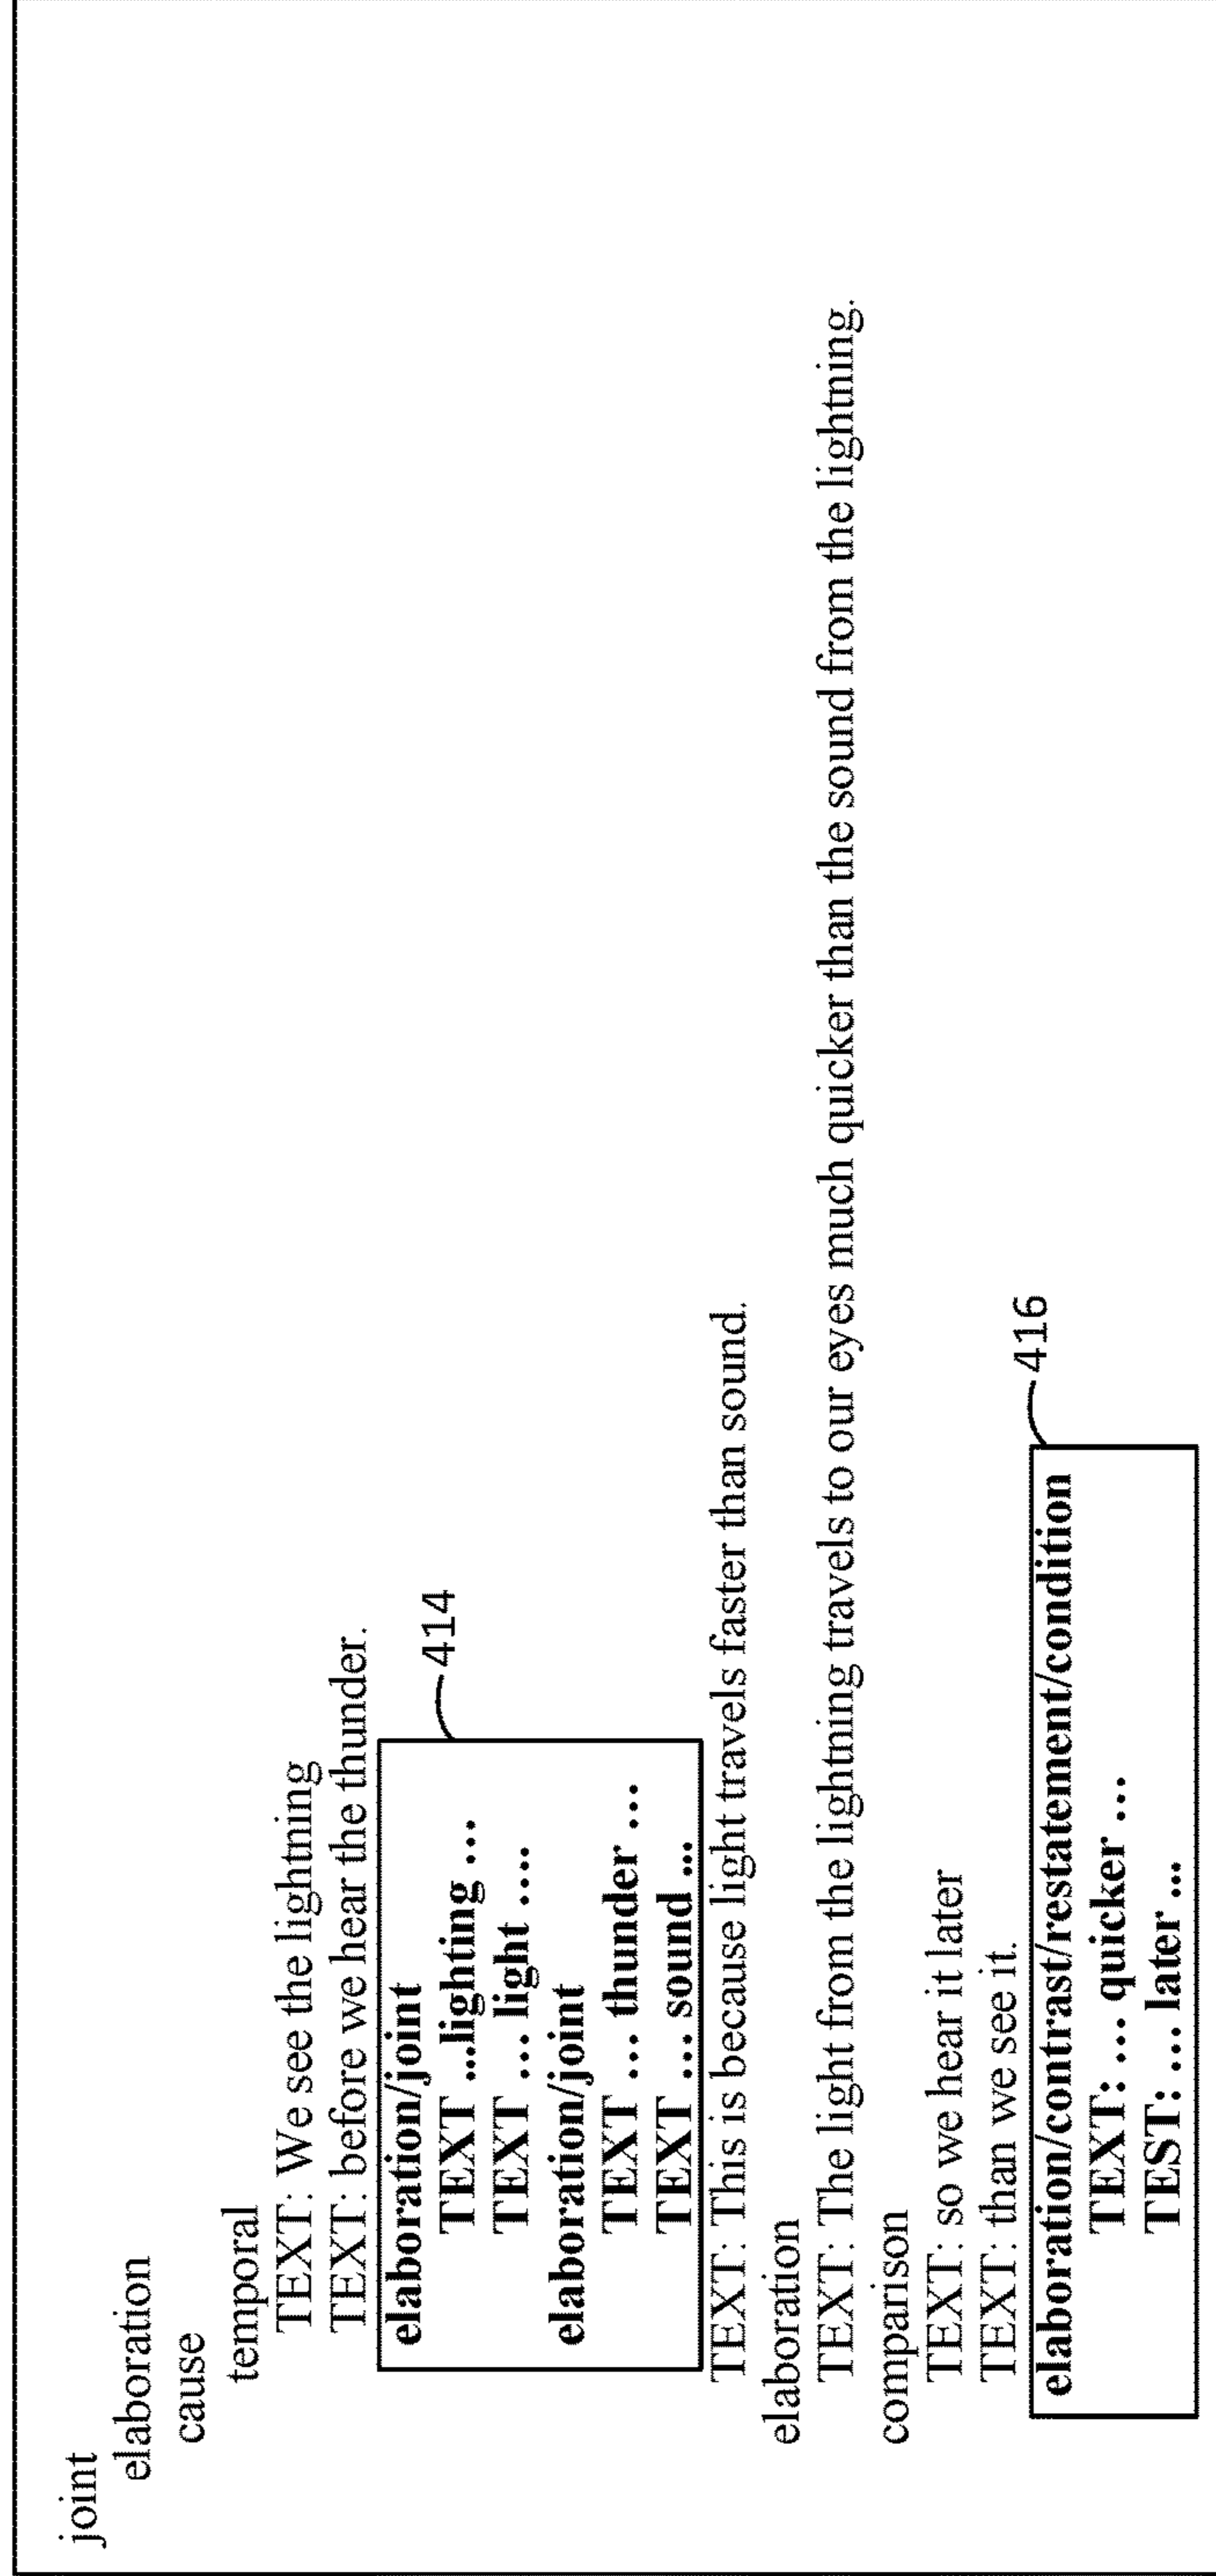 joint
elaboration
cause
temporal
TEXT: We see the lightning
TEXT: before we hear the thunder.
elaboration/joint
TEXT ...lighting ...
TEXT ... light ....
elaboration/joint
TEXT ... thunder ...
TEXT ... sound ...
414
TEXT: This is because light travels faster than sound.
elaboration
TEXT: The light from the lightning travels to our eyes much quicker than the sound from the lightning.
comparison
TEXT: so we hear it later
TEXT: than we see it.
elaboration/contrast/restatement/condition
TEXT: ... quicker ...
TEST: ... later ...
416